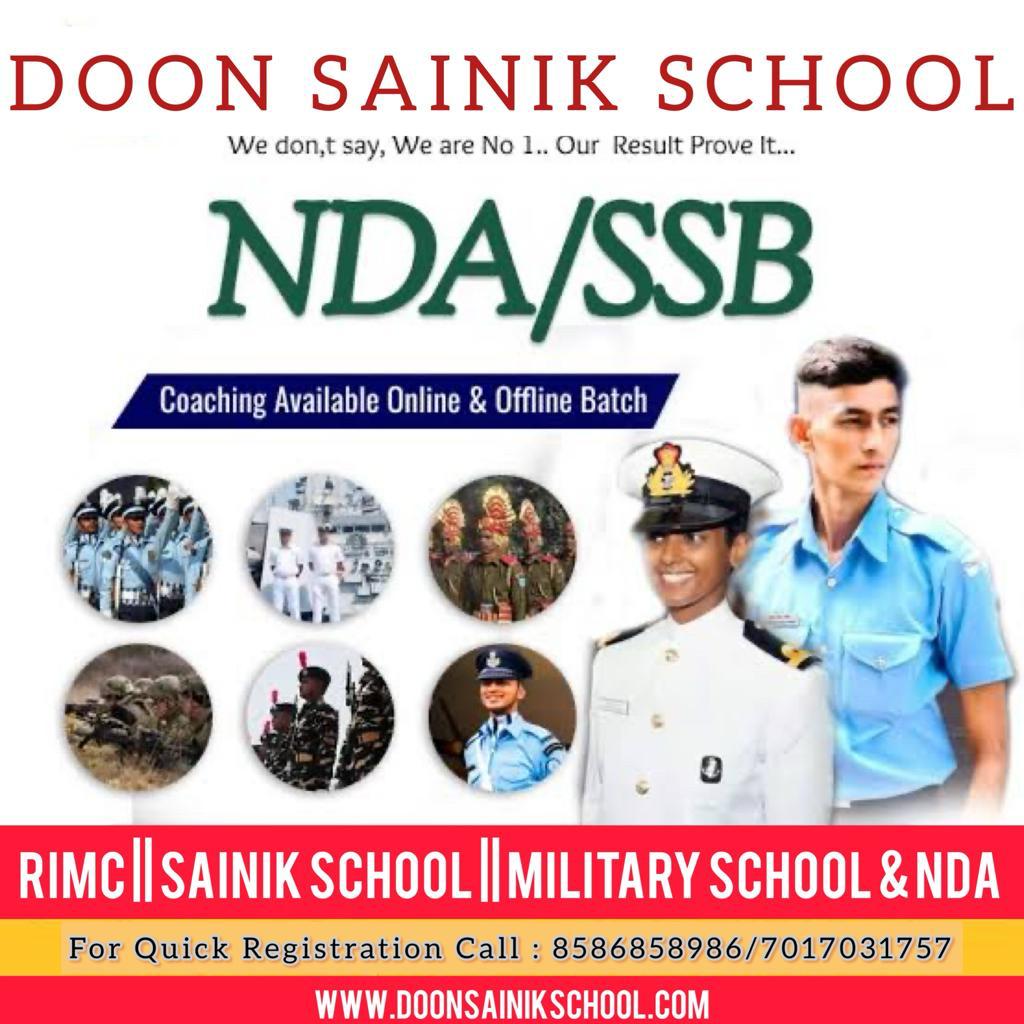 DOON SAINIK SCHOOL
We don,t say, We are No 1.. Our Result Prove It...
NDA/SSB
Coaching Available Online & Offline Batch
RIMC||SAINIK SCHOOL||MILITARY SCHOOL & NDA
For Quick Registration Call : 8586858986/7017031757
WWW.DOONSAINIKSCHOOL.COM